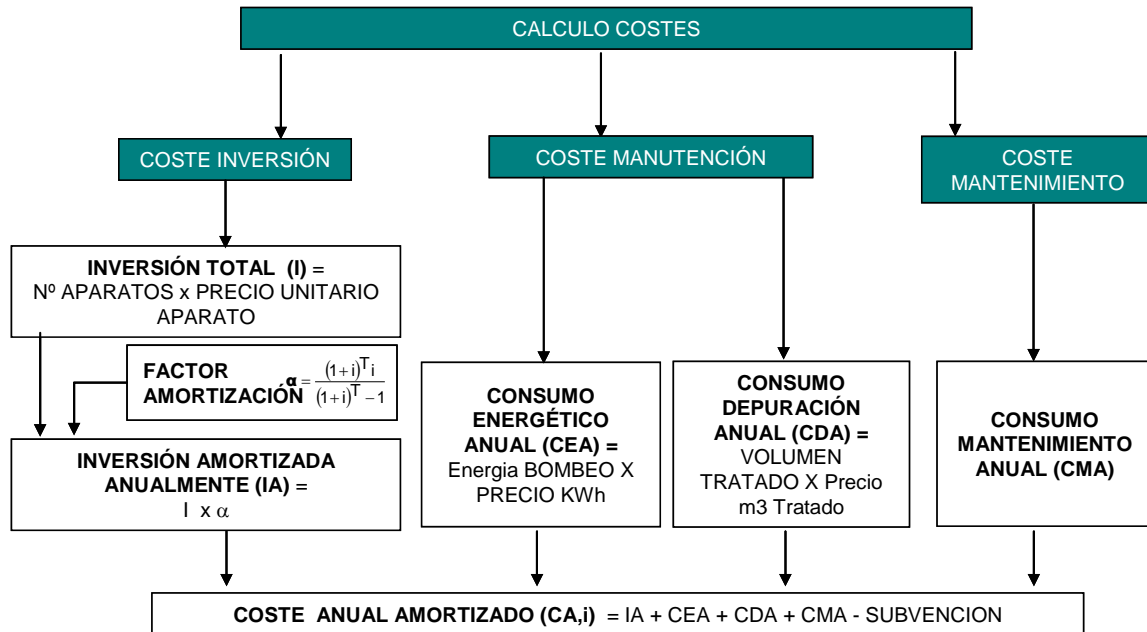 CALCULO COSTES
COSTE INVERSIÓN
COSTE MANUTENCIÓN
COSTE
MANTENIMIENTO
INVERSIÓN TOTAL (I) =
Nº APARATOS x PRECIO UNITARIO
APARATO
FACTOR
AMORTIZACIÓN
α = (1+i)^T i / (1+i)^T − 1
INVERSIÓN AMORTIZADA
ANUALMENTE (IA) =
I x α
CONSUMO
ENERGÉTICO
ANUAL (CEA) =
Energia BOMBEO X
PRECIO KWh
CONSUMO
DEPURACIÓN
ANUAL (CDA) =
VOLUMEN
TRATADO X Precio
m3 Tratado
CONSUMO
MANTENIMIENTO
ANUAL (CMA)
COSTE ANUAL AMORTIZADO (CA,i) = IA + CEA + CDA + CMA - SUBVENCION